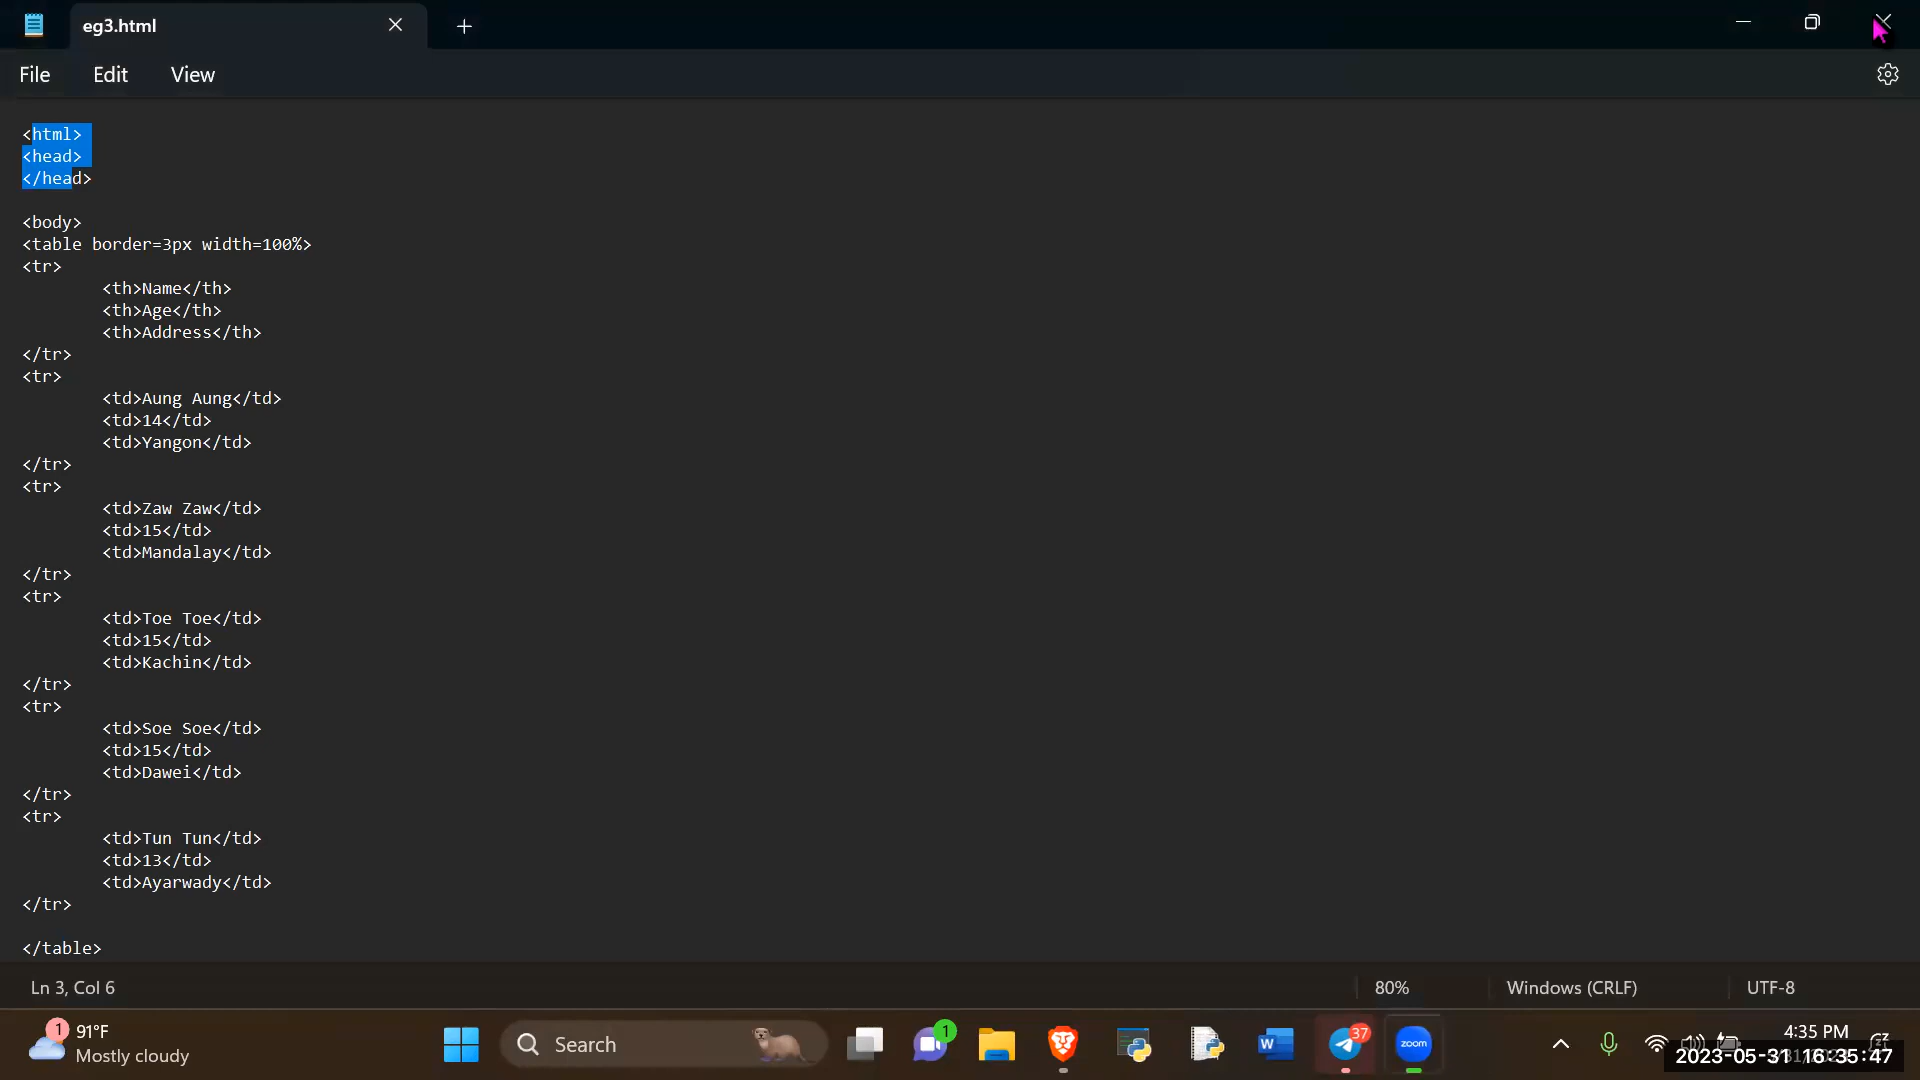 eg3.html
File Edit View
<html>
<head>
</head>
<body>
<table border=3px width=100%>
<tr>
<th>Name</th>
<th>Age</th>
<th>Address</th>
</tr>
<tr>
<td>Aung Aung</td>
<td>14</td>
<td>Yangon</td>
</tr>
<tr>
<td>Zaw Zaw</td>
<td>15</td>
<td>Mandalay</td>
</tr>
<tr>
<td>Toe Toe</td>
<td>15</td>
<td>Kachin</td>
</tr>
<tr>
<td>Soe Soe</td>
<td>15</td>
<td>Dawei</td>
</tr>
<tr>
<td>Tun Tun</td>
<td>13</td>
<td>Ayarwady</td>
</tr>
</table>
Ln 3, Col 6 80% Windows (CRLF) UTF-8
1 91°F
Mostly cloudy
Search
1
W
37
zoom
4:35 PM
2023-05-31 16:35:47